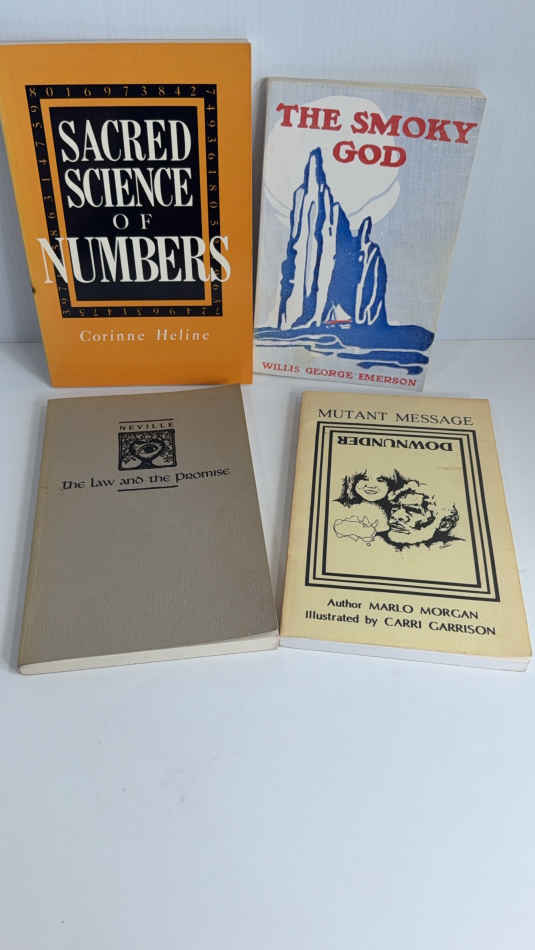 SACRED
SCIENCE
OF
NUMBERS
Corinne Heline
THE SMOKY
GOD
WILLIS GEORGE EMERSON
NEVILLE
The Law and the Promise
MUTANT MESSAGE
DOWNUNDER
Author MARLO MORGAN
Illustrated by CARRI GARRISON